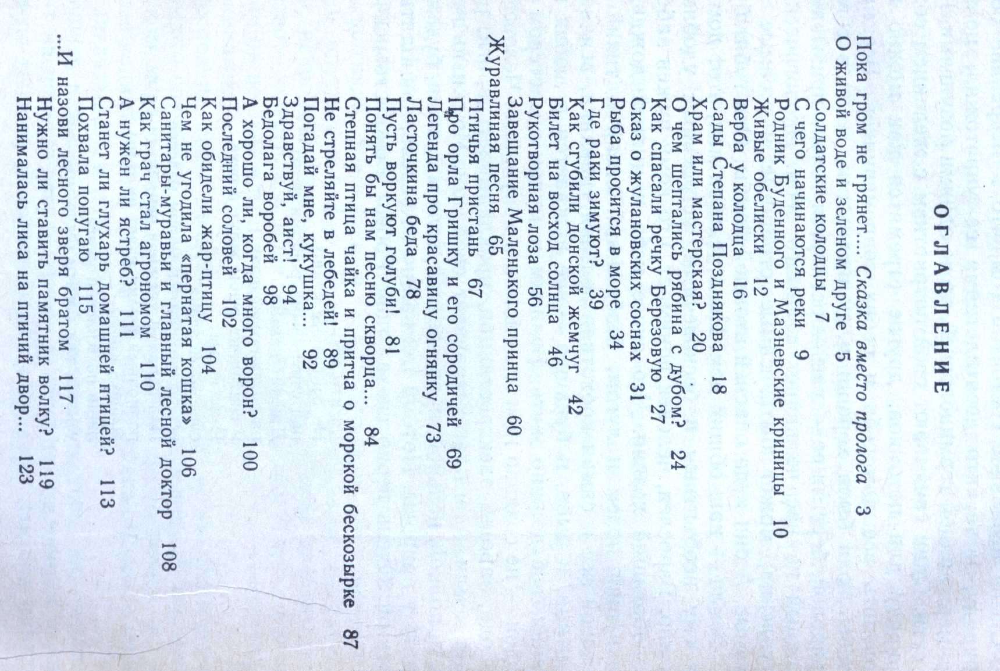 ОГЛАВЛЕНИЕ
Пока гром не грянет... Сказка вместо пролога 3
О живой воде и зеленом друге 5
Солдатские колодцы 7
С чего начинаются реки 9
Родник Буденного и Мазневские криницы 10
Живые обелиски 12
Верба у колодца 16
Сады Степана Позднякова 18
Храм или мастерская? 20
О чем шептались рябина с дубом? 24
Как спасали речку Березовую 27
Сказ о жулановских соснах 31
Рыба просится в море 34
Где раки зимуют? 39
Как сгубили донской жемчуг 42
Билет на восход солнца 46
Рукотворная лоза 56
Завещание Маленького принца 60
Журавлиная песня 65
Птичья пристань 67
Про орла Гришку и его сородичей 69
Легенда про красавицу огнянку 73
Ласточкина беда 78
Пусть воркуют голуби! 81
Понять бы нам песню скворца... 84
Степная птица чайка и притча о морской бескозырке 87
Не стреляйте в лебедей! 89
Погадай мне, кукушка... 92
Здравствуй, аист! 94
Бедолага воробей 98
А хорошо ли, когда много ворон? 100
Последний соловей 102
Как обидели жар-птицу 104
Чем не угодила «пернатая кошка» 106
Санитары-муравьи и главный лесной доктор 108
Как грач стал агрономом 110
А нужен ли ястреб? 111
Станет ли глухарь домашней птицей? 113
Похвала попугаю 115
...И назови лесного зверя братом 117
Нужно ли ставить памятник волку? 119
Нанималась лиса на птичий двор... 123